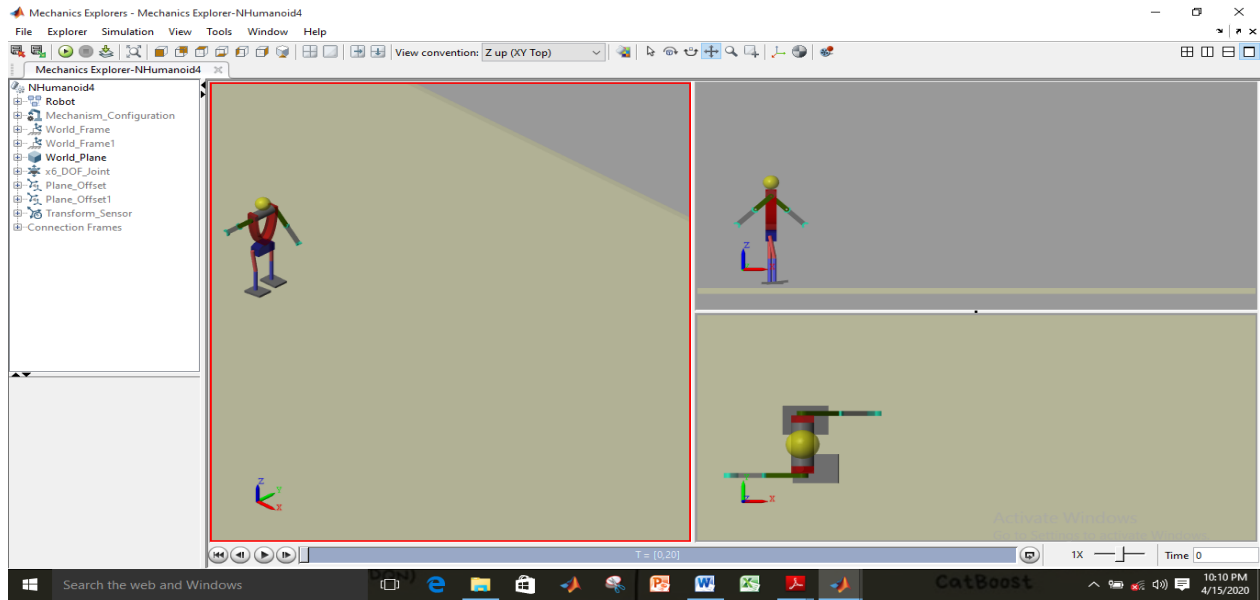 Mechanics Explorers - Mechanics Explorer-NHumanoid4
File Explorer Simulation View Tools Window Help
View convention: Z up (XY Top)
Mechanics Explorer-NHumanoid4
NHumanoid4
Robot
Mechanism_Configuration
World_Frame
World_Frame1
World_Plane
x6_DOF_Joint
Plane_Offset
Plane_Offset1
Transform_Sensor
Connection Frames
Z
Y
X
Z
Z
X
Activate Windows
T = [0,20]
1X
Time 0
Search the web and Windows
CatBoost
10:10 PM
4/15/2020